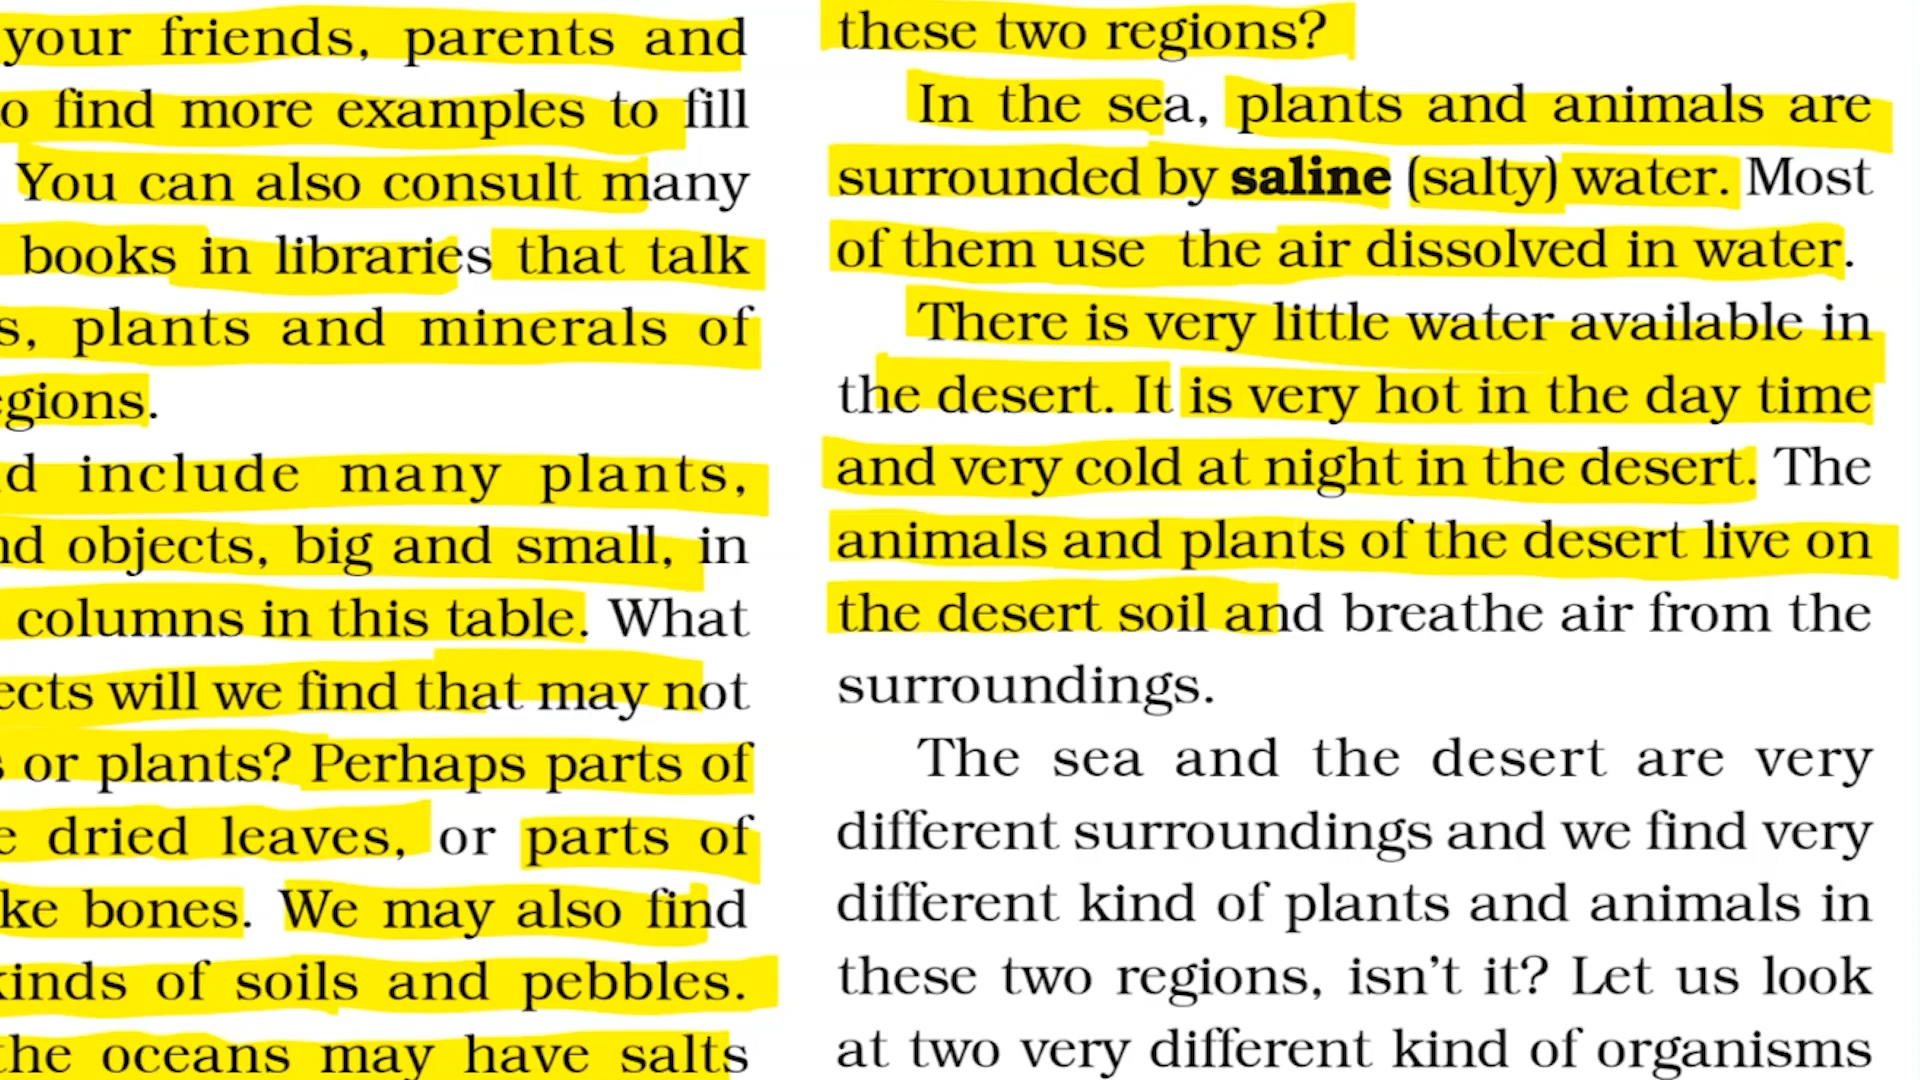 your friends, parents and
o find more examples to fill
You can also consult many
books in libraries that talk
s, plants and minerals of
egions.
d include many plants,
nd objects, big and small, in
columns in this table. What
ects will we find that may not
s or plants? Perhaps parts of
e dried leaves, or parts of
ke bones. We may also find
kinds of soils and pebbles.
the oceans may have salts
these two regions?
In the sea, plants and animals are
surrounded by saline (salty) water. Most
of them use the air dissolved in water.
There is very little water available in
the desert. It is very hot in the day time
and very cold at night in the desert. The
animals and plants of the desert live on
the desert soil and breathe air from the
surroundings.
The sea and the desert are very
different surroundings and we find very
different kind of plants and animals in
these two regions, isn't it? Let us look
at two very different kind of organisms